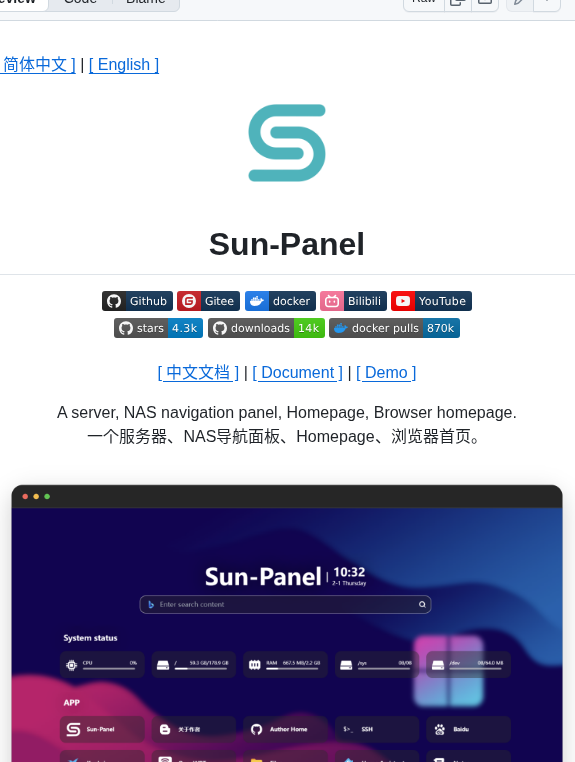 Preview Code Blame Raw
简体中文 ] | [ English ]
Sun-Panel
Github Gitee docker Bilibili YouTube
stars 4.3k downloads 14k docker pulls 870k
[ 中文文档 ] | [ Document ] | [ Demo ]
A server, NAS navigation panel, Homepage, Browser homepage.
一个服务器、NAS导航面板、Homepage、浏览器首页。
Sun-Panel | 10:32
2-1 Thursday
Enter search content
System status
CPU 0% / 59.3 GB/178.9 GB RAM 667.5 MB/2.2 GB /sys 0B/0B /dev 0B/64.0 MB
APP
Sun-Panel 关于作者 Author Home SSH Baidu